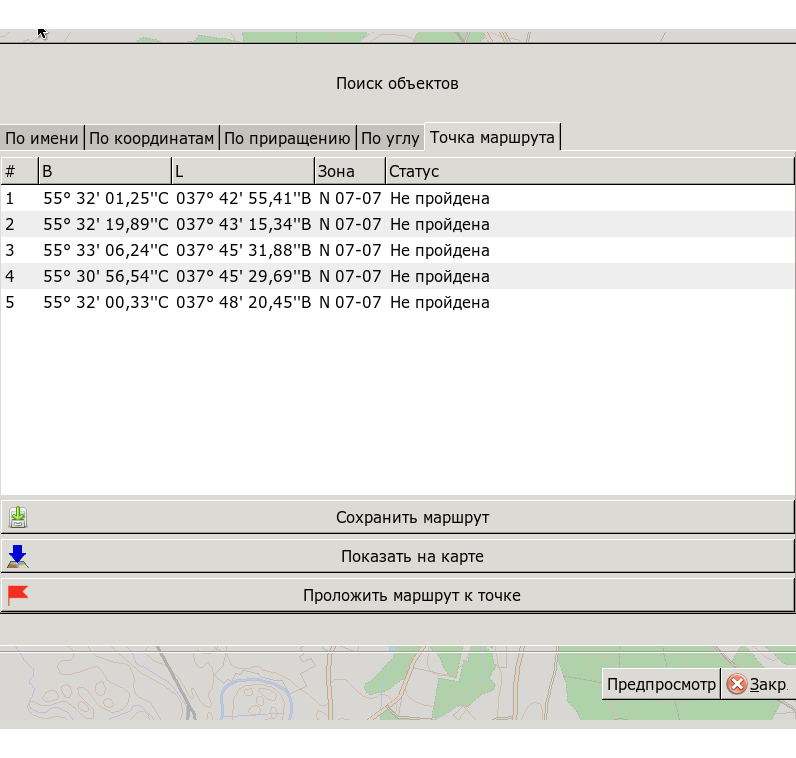 Поиск объектов
По имени По координатам По приращению По углу Точка маршрута
# B L Зона Статус
1 55° 32' 01,25''С 037° 42' 55,41''В N 07-07 Не пройдена
2 55° 32' 19,89''С 037° 43' 15,34''В N 07-07 Не пройдена
3 55° 33' 06,24''С 037° 45' 31,88''В N 07-07 Не пройдена
4 55° 30' 56,54''С 037° 45' 29,69''В N 07-07 Не пройдена
5 55° 32' 00,33''С 037° 48' 20,45''В N 07-07 Не пройдена
Сохранить маршрут
Показать на карте
Проложить маршрут к точке
Предпросмотр Закр